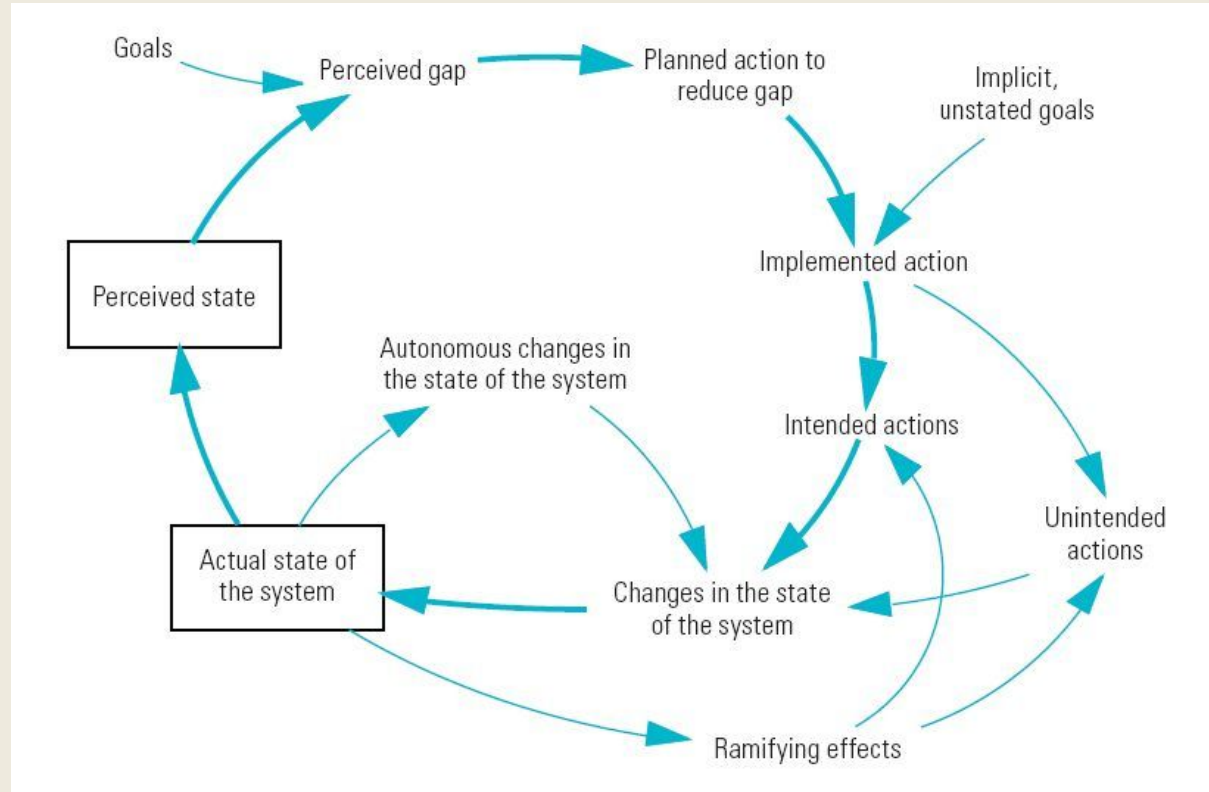 Goals
Perceived gap
Planned action to
reduce gap
Implicit,
unstated goals
Implemented action
Perceived state
Autonomous changes in
the state of the system
Intended actions
Unintended
actions
Actual state of
the system
Changes in the state
of the system
Ramifying effects